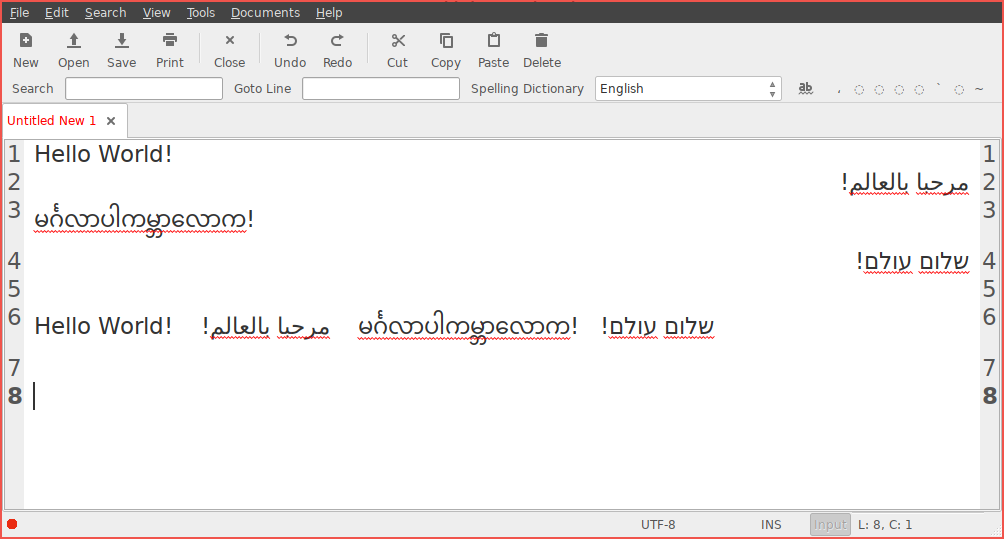 File Edit Search View Tools Documents Help
New Open Save Print Close Undo Redo Cut Copy Paste Delete
Search Goto Line Spelling Dictionary English ab
Untitled New 1
1 Hello World! 1
2 مرحبا بالعالم! 2
3 မင်္ဂလာပါကမ္ဘာလောက! 3
4 שלום עולם! 4
5 5
6 Hello World! مرحبا بالعالم! မင်္ဂလာပါကမ္ဘာလောက! שלום עולם! 6
7 7
8 8
UTF-8 INS Input L: 8, C: 1